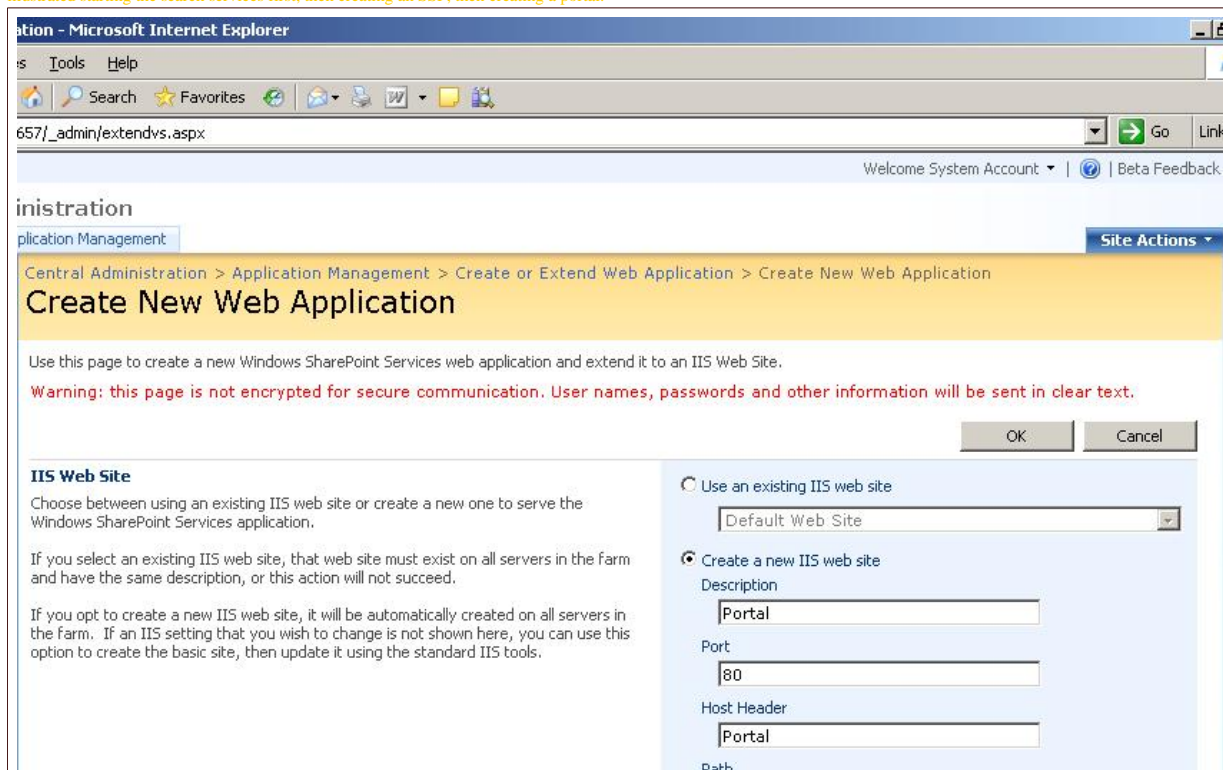 ation - Microsoft Internet Explorer
es Tools Help
Search Favorites
657/_admin/extendvs.aspx Go Link
Welcome System Account | Beta Feedback
inistration
plication Management Site Actions
Central Administration > Application Management > Create or Extend Web Application > Create New Web Application
Create New Web Application
Use this page to create a new Windows SharePoint Services web application and extend it to an IIS Web Site.
Warning: this page is not encrypted for secure communication. User names, passwords and other information will be sent in clear text.
OK Cancel
IIS Web Site
Choose between using an existing IIS web site or create a new one to serve the
Windows SharePoint Services application.
If you select an existing IIS web site, that web site must exist on all servers in the farm
and have the same description, or this action will not succeed.
If you opt to create a new IIS web site, it will be automatically created on all servers in
the farm. If an IIS setting that you wish to change is not shown here, you can use this
option to create the basic site, then update it using the standard IIS tools.
Use an existing IIS web site
Default Web Site
Create a new IIS web site
Description
Portal
Port
80
Host Header
Portal
Path